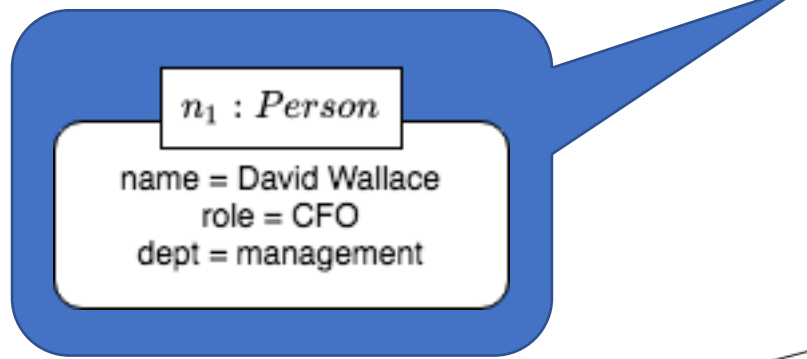 n₁ : Person
name = David Wallace
role = CFO
dept = management